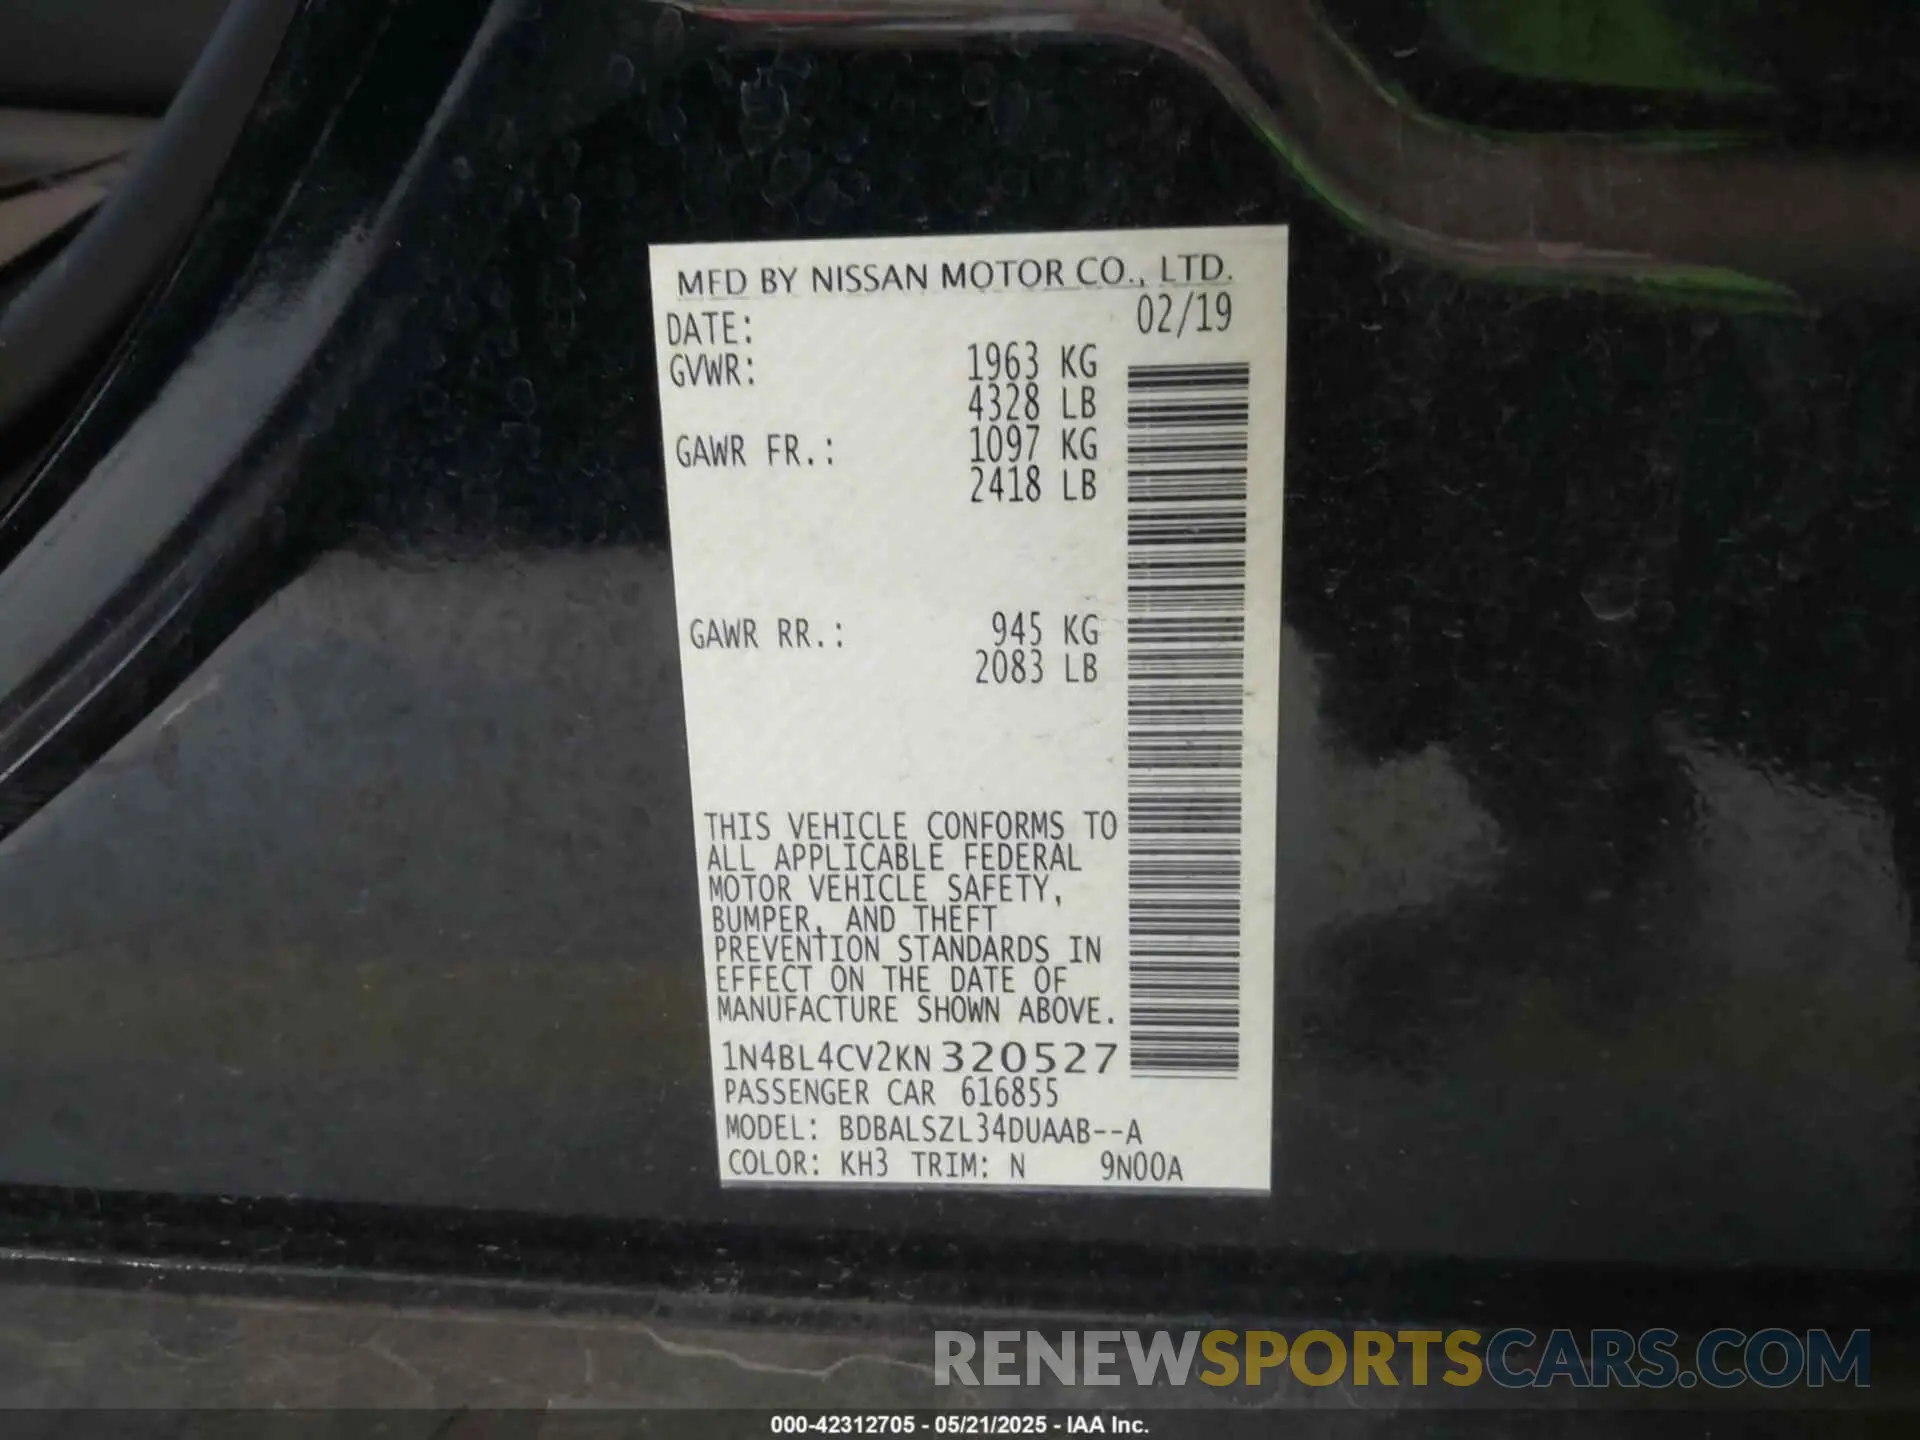 MFD BY NISSAN MOTOR CO., LTD.
DATE: 02/19
GVWR: 1963 KG
4328 LB
GAWR FR.: 1097 KG
2418 LB
GAWR RR.: 945 KG
2083 LB
THIS VEHICLE CONFORMS TO
ALL APPLICABLE FEDERAL
MOTOR VEHICLE SAFETY,
BUMPER, AND THEFT
PREVENTION STANDARDS IN
EFFECT ON THE DATE OF
MANUFACTURE SHOWN ABOVE.
1N4BL4CV2KN320527
PASSENGER CAR 616855
MODEL: BDBALSZL34DUAAB--A
COLOR: KH3 TRIM: N 9N00A
RENEWSPORTSCARS.COM
000-42312705 - 05/21/2025 - IAA Inc.